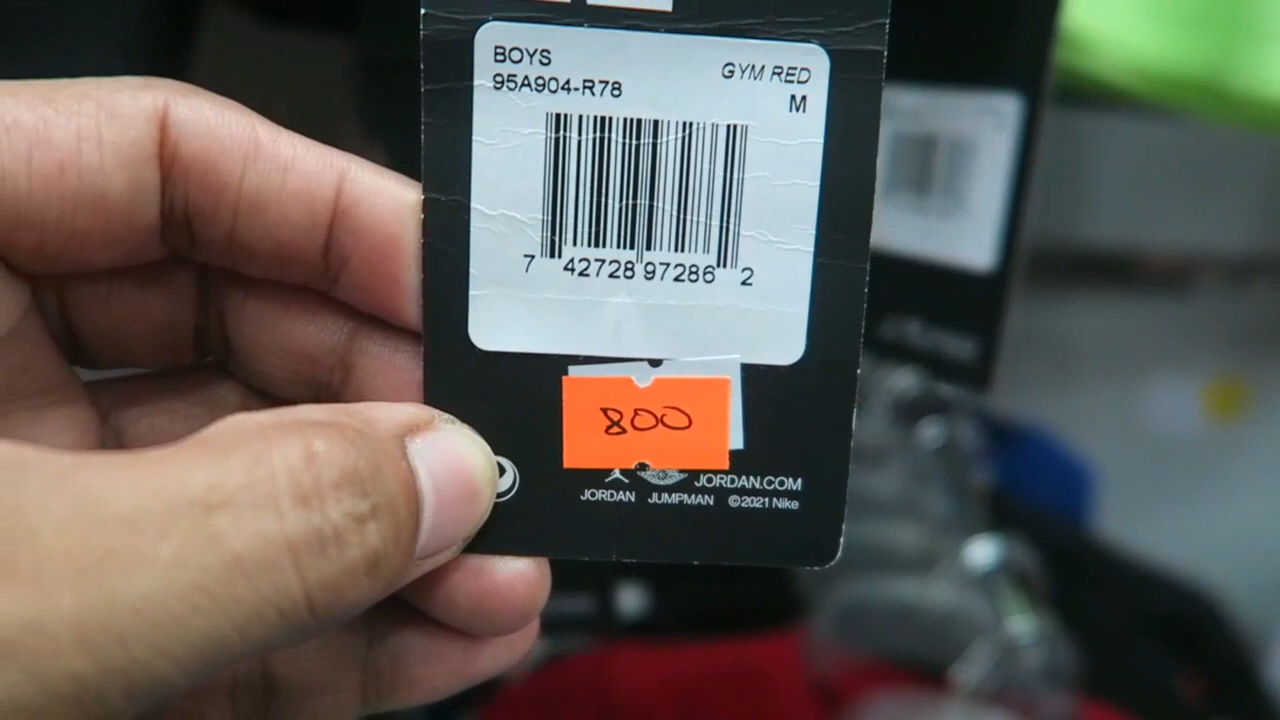 BOYS
GYM RED
95A904-R78
M
7 42728 97286 2
800
JORDAN.COM
JORDAN JUMPMAN ©2021 Nike